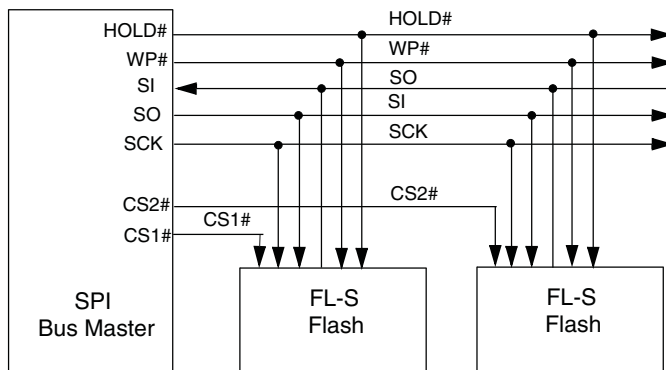 HOLD#
HOLD#
WP#
WP#
SI
SO
SO
SI
SCK
SCK
CS2#
CS2#
CS1#
CS1#
SPI
Bus Master
FL-S
Flash
FL-S
Flash